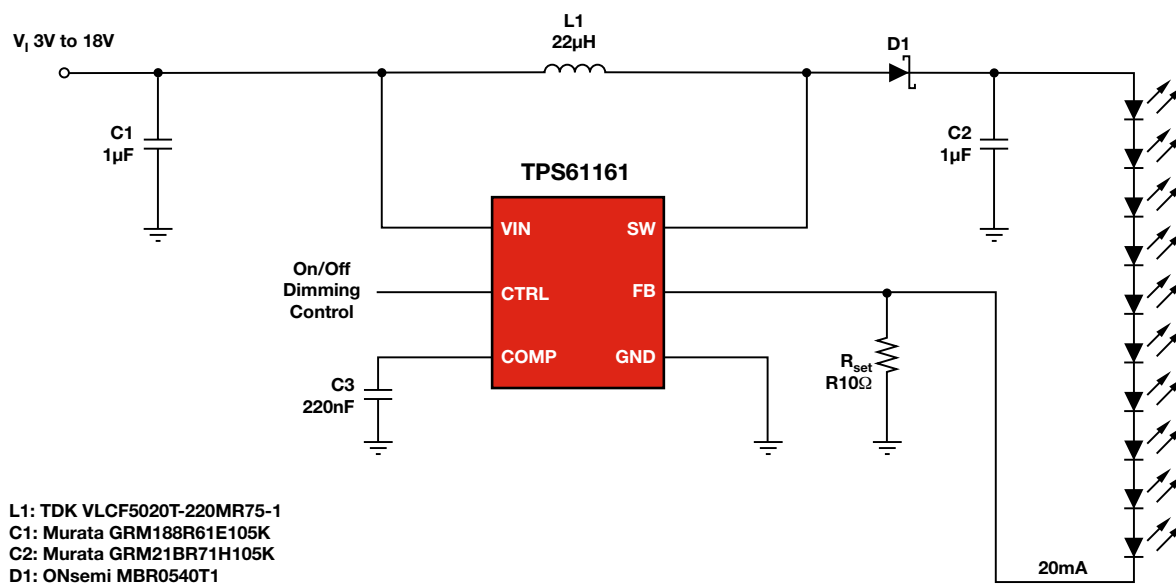 V_I 3V to 18V
L1
22µH
D1
C1
1µF
C2
1µF
TPS61161
VIN
SW
On/Off
Dimming
Control
CTRL
FB
COMP
GND
C3
220nF
R_set
R10Ω
L1: TDK VLCF5020T-220MR75-1
C1: Murata GRM188R61E105K
C2: Murata GRM21BR71H105K
D1: ONsemi MBR0540T1
20mA